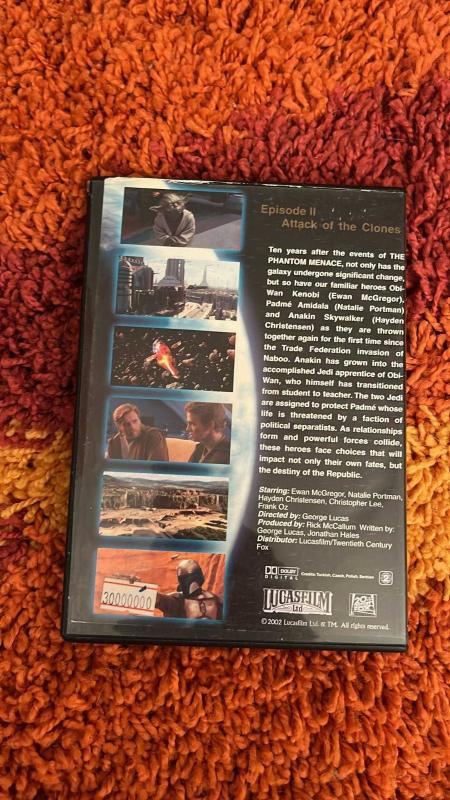 Episode II
Attack of the Clones
Ten years after the events of THE
PHANTOM MENACE, not only has the
galaxy undergone significant change,
but so have our familiar heroes Obi-
Wan Kenobi (Ewan McGregor),
Padmé Amidala (Natalie Portman)
and Anakin Skywalker (Hayden
Christensen) as they are thrown
together again for the first time since
the Trade Federation invasion of
Naboo. Anakin has grown into the
accomplished Jedi apprentice of Obi-
Wan, who himself has transitioned
from student to teacher. The two Jedi
are assigned to protect Padmé whose
life is threatened by a faction of
political separatists. As relationships
form and powerful forces collide,
these heroes face choices that will
impact not only their own fates, but
the destiny of the Republic.
Starring: Ewan McGregor, Natalie Portman,
Hayden Christensen, Christopher Lee,
Frank Oz
Directed by: George Lucas
Produced by: Rick McCallum Written by:
George Lucas, Jonathan Hales
Distributor: Lucasfilm/Twentieth Century
Fox
30000000
DOLBY
DIGITAL
Credits: Turkish, Czech, Polish, Serbian
2
LUCASFILM
Ltd
20th
CENTURY
FOX
© 2002 Lucasfilm Ltd. & TM. All rights reserved.